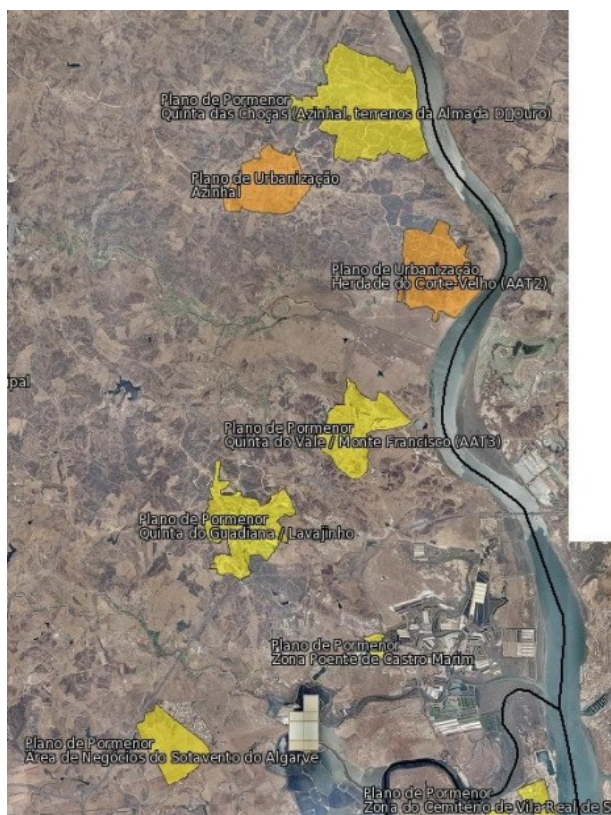 Plano de Pormenor
Quinta das Choças (Azinhal, terrenos da Almada D▯Ouro)
Plano de Urbanização
Azinhal
Plano de Urbanização
Herdade do Corte-Velho (AAT2)
pal
Plano de Pormenor
Quinta do Vale / Monte Francisco (AAT3)
Plano de Pormenor
Quinta do Guadiana / Lavajinho
Plano de Pormenor
Zona Poente de Castro Marim
Plano de Pormenor
Área de Negócios do Sotavento do Algarve
Plano de Pormenor
Zona do Cemitério de Vila Real de S